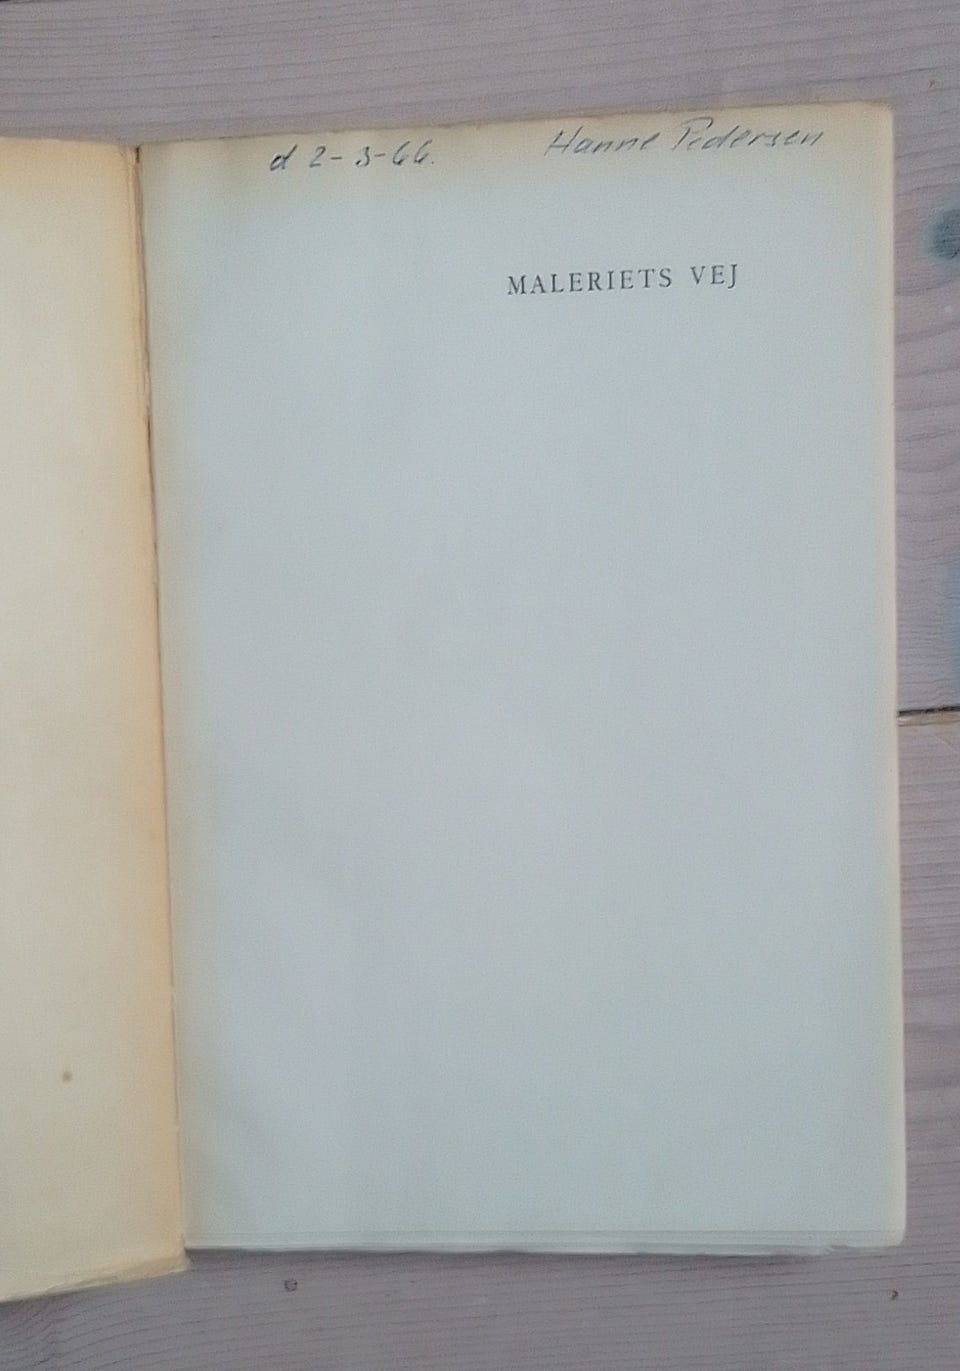 d 2-3-66. Hanne Pedersen
MALERIETS VEJ